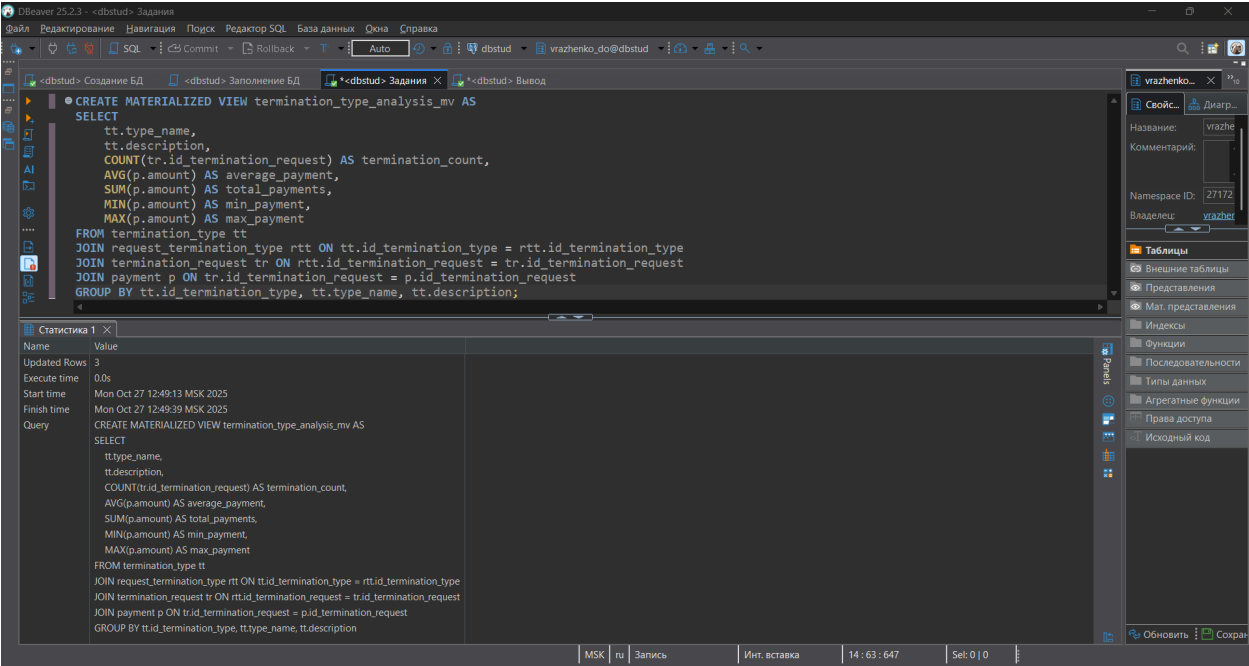 DBeaver 25.2.3 - <dbstud> Задания
Файл Редактирование Навигация Поиск Редактор SQL База данных Окна Справка
SQL Commit Rollback Auto dbstud vrazhenko_do@dbstud
<dbstud> Создание БД <dbstud> Заполнение БД *<dbstud> Задания *<dbstud> Вывод
CREATE MATERIALIZED VIEW termination_type_analysis_mv AS
SELECT
tt.type_name,
tt.description,
COUNT(tr.id_termination_request) AS termination_count,
AVG(p.amount) AS average_payment,
SUM(p.amount) AS total_payments,
MIN(p.amount) AS min_payment,
MAX(p.amount) AS max_payment
FROM termination_type tt
JOIN request_termination_type rtt ON tt.id_termination_type = rtt.id_termination_type
JOIN termination_request tr ON rtt.id_termination_request = tr.id_termination_request
JOIN payment p ON tr.id_termination_request = p.id_termination_request
GROUP BY tt.id_termination_type, tt.type_name, tt.description;
AI
Статистика 1
Name Value
Updated Rows 3
Execute time 0.0s
Start time Mon Oct 27 12:49:13 MSK 2025
Finish time Mon Oct 27 12:49:39 MSK 2025
Query CREATE MATERIALIZED VIEW termination_type_analysis_mv AS
SELECT
tt.type_name,
tt.description,
COUNT(tr.id_termination_request) AS termination_count,
AVG(p.amount) AS average_payment,
SUM(p.amount) AS total_payments,
MIN(p.amount) AS min_payment,
MAX(p.amount) AS max_payment
FROM termination_type tt
JOIN request_termination_type rtt ON tt.id_termination_type = rtt.id_termination_type
JOIN termination_request tr ON rtt.id_termination_request = tr.id_termination_request
JOIN payment p ON tr.id_termination_request = p.id_termination_request
GROUP BY tt.id_termination_type, tt.type_name, tt.description
Panels
vrazhenko... »10
Свойс... Диагр...
Название: vrazhe
Комментарий:
Namespace ID: 27172
Владелец: vrazher
Таблицы
Внешние таблицы
Представления
Мат. представления
Индексы
Функции
Последовательности
Типы данных
Агрегатные функции
Права доступа
Исходный код
Обновить Сохран
MSK ru Запись Инт. вставка 14 : 63 : 647 Sel: 0 | 0